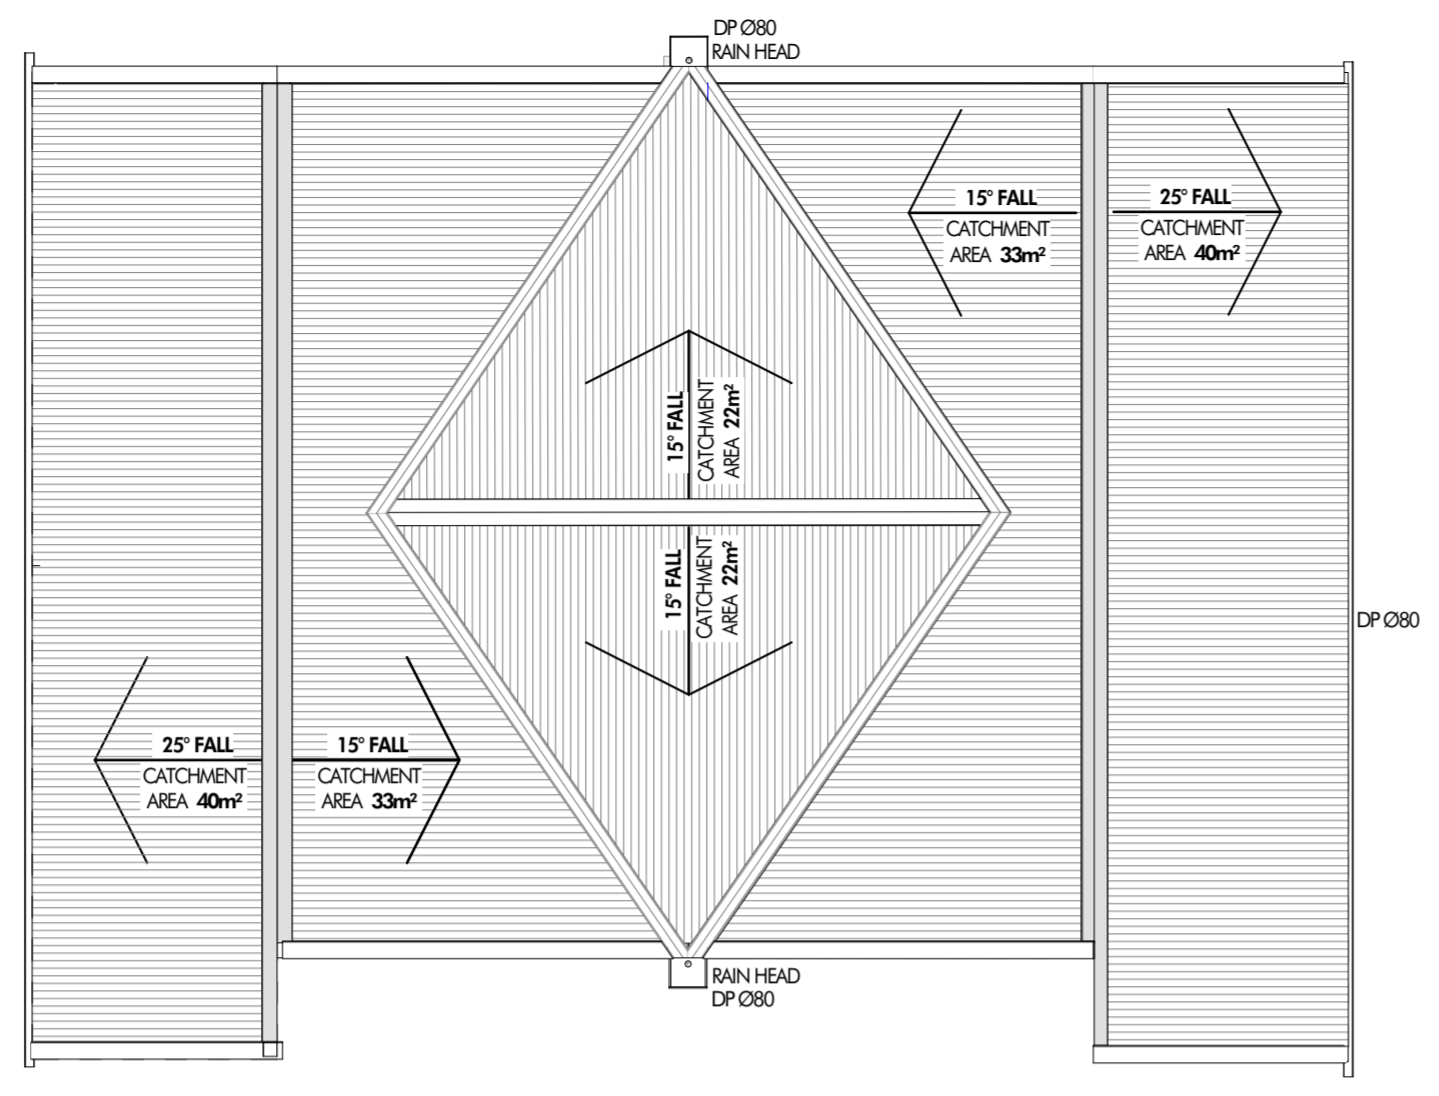 DP Ø80
RAIN HEAD
15° FALL
CATCHMENT
AREA 33m²
25° FALL
CATCHMENT
AREA 40m²
15° FALL
CATCHMENT
AREA 22m²
15° FALL
CATCHMENT
AREA 22m²
DP Ø80
25° FALL
CATCHMENT
AREA 40m²
15° FALL
CATCHMENT
AREA 33m²
RAIN HEAD
DP Ø80